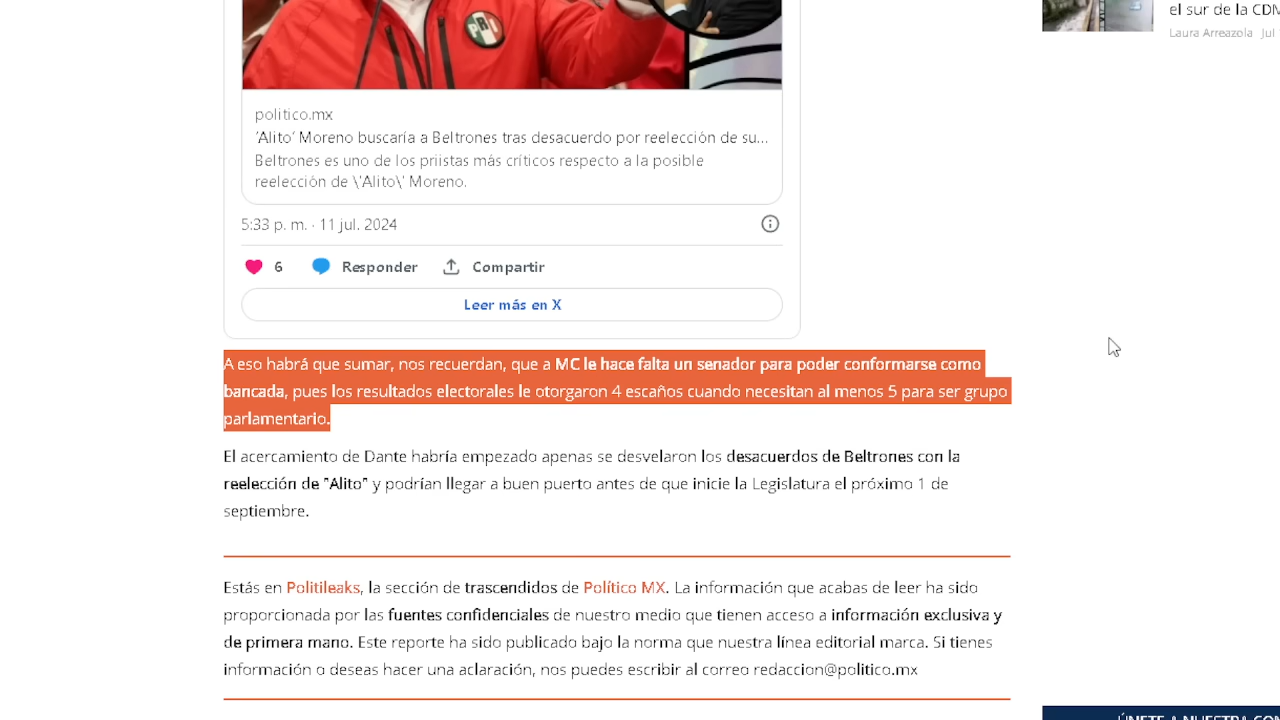 PRI
el sur de la CDM
Laura Arreazola Jul
politico.mx
'Alito' Moreno buscaría a Beltrones tras desacuerdo por reelección de su...
Beltrones es uno de los priistas más críticos respecto a la posible
reelección de \'Alito\' Moreno.
5:33 p. m. · 11 jul. 2024
6 Responder Compartir
Leer más en X
A eso habrá que sumar, nos recuerdan, que a MC le hace falta un senador para poder conformarse como
bancada, pues los resultados electorales le otorgaron 4 escaños cuando necesitan al menos 5 para ser grupo
parlamentario.
El acercamiento de Dante habría empezado apenas se desvelaron los desacuerdos de Beltrones con la
reelección de "Alito" y podrían llegar a buen puerto antes de que inicie la Legislatura el próximo 1 de
septiembre.
Estás en Politileaks, la sección de trascendidos de Político MX. La información que acabas de leer ha sido
proporcionada por las fuentes confidenciales de nuestro medio que tienen acceso a información exclusiva y
de primera mano. Este reporte ha sido publicado bajo la norma que nuestra línea editorial marca. Si tienes
información o deseas hacer una aclaración, nos puedes escribir al correo redaccion@politico.mx
ÚNETE A NUESTRA COM